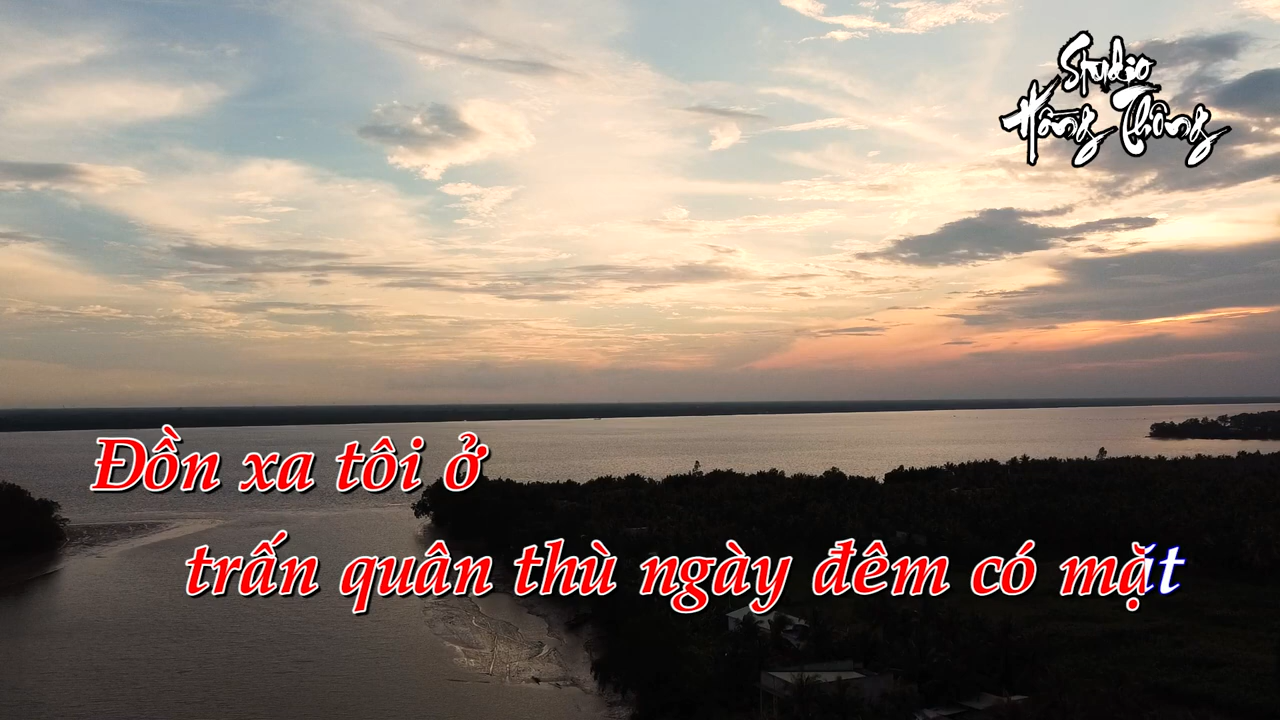 Studio
Hồng Thông
Đồn xa tôi ở
trấn quân thù ngày đêm có mặt